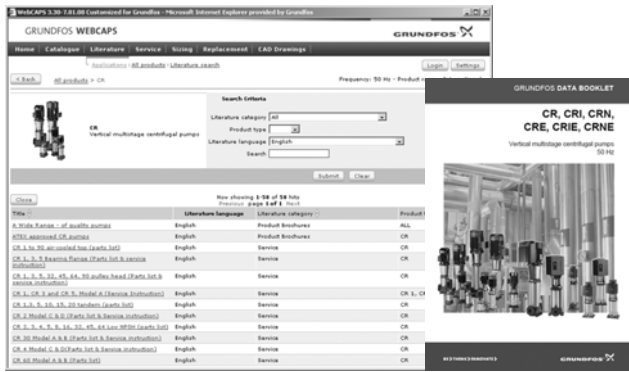 WebCAPS 3.30-7.01.00 Customized for Grundfos - Microsoft Internet Explorer provided by Grundfos
GRUNDFOS WEBCAPS
GRUNDFOS
Home Catalogue Literature Service Sizing Replacement CAD Drawings
Applications › All products › Literature search
Login Settings
< Back All products > CR
Frequency: 50 Hz - Product
Search Criteria
CR
Vertical multistage centrifugal pumps
Literature category All
Product type
Literature language English
Search
Submit Clear
Close
Now showing 1-58 of 58 hits
Previous page 1 of 1 Next
Title Literature language Literature category Product
A Wide Range - of quality pumps English Product Brochures ALL
ATEX approved CR pumps English Product Brochures CR
CR 1 to 90 air-cooled top (parts list) English Service CR
CR 1, 3, 5 Bearing flange (Parts list & service
instruction) English Service CR
CR 1, 3, 5, 32, 45, 64, 90 pulley head (Parts list &
service instruction) English Service CR
CR 1, CR 3 and CR 5, Model A (Service Instruction) English Service CR 1, CR
CR 1,3, 5, 10, 15, 20 tandem (parts list) English Service CR
CR 2 Model C & D (Parts list & Service instruction) English Service CR
CR 2, 3, 4, 5, 8, 16, 32, 45, 64 Low NPSH (parts list) English Service CR
CR 30 Model A & B (Parts list & Service instruction) English Service CR
CR 4 Model C & D(Parts list & Service instruction) English Service CR
CR 60 Model A & B (Parts list) English Service CR
GRUNDFOS DATA BOOKLET
CR, CRI, CRN,
CRE, CRIE, CRNE
Vertical multistage centrifugal pumps
50 Hz
BE > THINK > INNOVATE >
GRUNDFOS